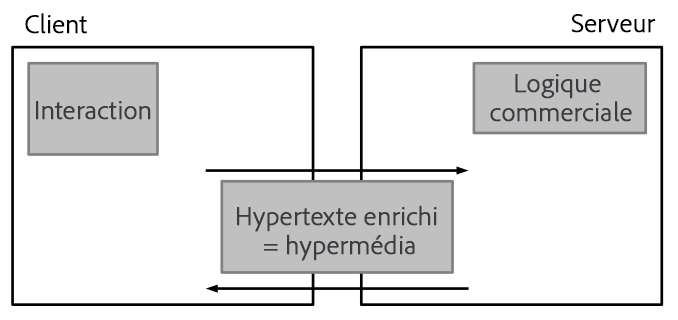 Client
Serveur
Interaction
Logique
commerciale
Hypertexte enrichi
= hypermédia